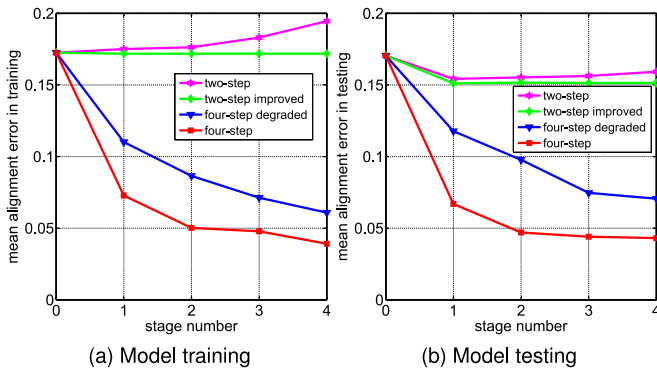 0.2
0.15
0.1
0.05
0
0
1
2
3
4
mean alignment error in training
stage number
two-step
two-step improved
four-step degraded
four-step
(a) Model training
0.2
0.15
0.1
0.05
0
0
1
2
3
4
mean alignment error in testing
stage number
two-step
two-step improved
four-step degraded
four-step
(b) Model testing